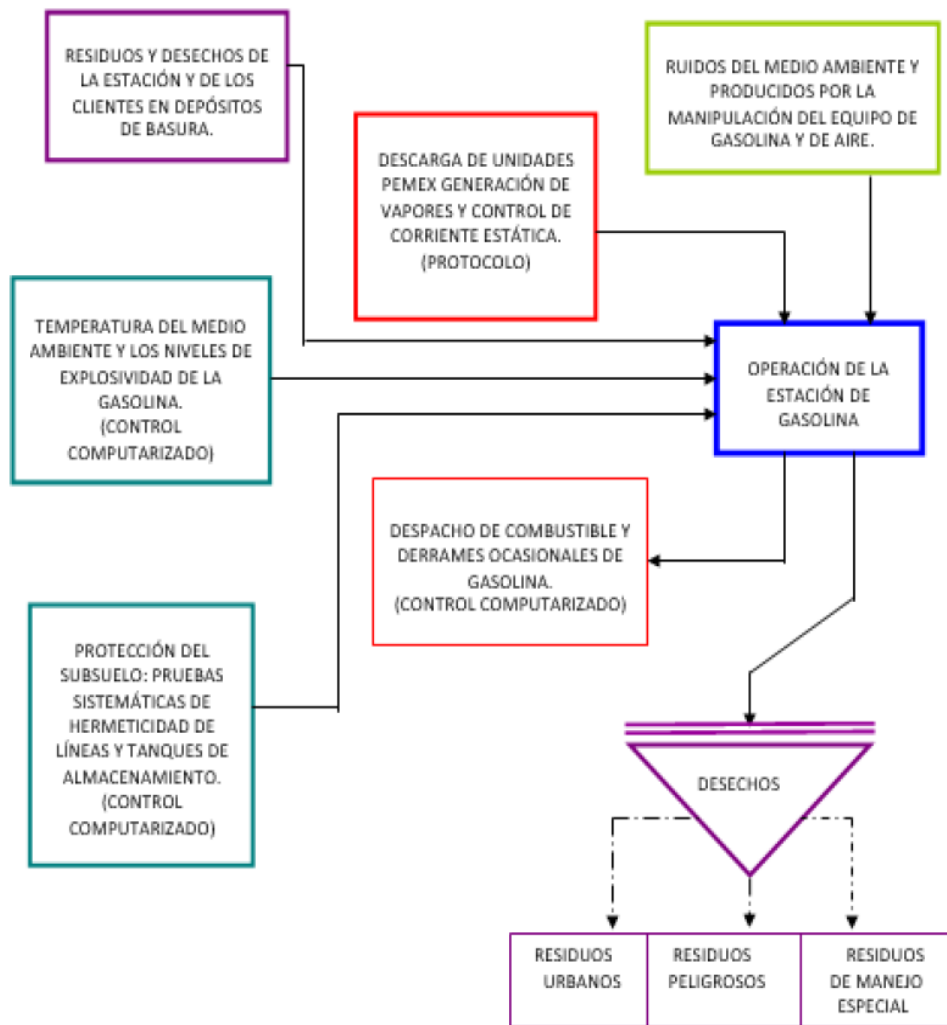 RESIDUOS Y DESECHOS DE
LA ESTACIÓN Y DE LOS
CLIENTES EN DEPÓSITOS
DE BASURA.
RUIDOS DEL MEDIO AMBIENTE Y
PRODUCIDOS POR LA
MANIPULACIÓN DEL EQUIPO DE
GASOLINA Y DE AIRE.
DESCARGA DE UNIDADES
PEMEX GENERACIÓN DE
VAPORES Y CONTROL DE
CORRIENTE ESTÁTICA.
(PROTOCOLO)
TEMPERATURA DEL MEDIO
AMBIENTE Y LOS NIVELES DE
EXPLOSIVIDAD DE LA
GASOLINA.
(CONTROL
COMPUTARIZADO)
OPERACIÓN DE LA
ESTACIÓN DE
GASOLINA
DESPACHO DE COMBUSTIBLE Y
DERRAMES OCASIONALES DE
GASOLINA.
(CONTROL COMPUTARIZADO)
PROTECCIÓN DEL
SUBSUELO: PRUEBAS
SISTEMÁTICAS DE
HERMETICIDAD DE
LÍNEAS Y TANQUES DE
ALMACENAMIENTO.
(CONTROL
COMPUTARIZADO)
DESECHOS
RESIDUOS
URBANOS
RESIDUOS
PELIGROSOS
RESIDUOS
DE MANEJO
ESPECIAL